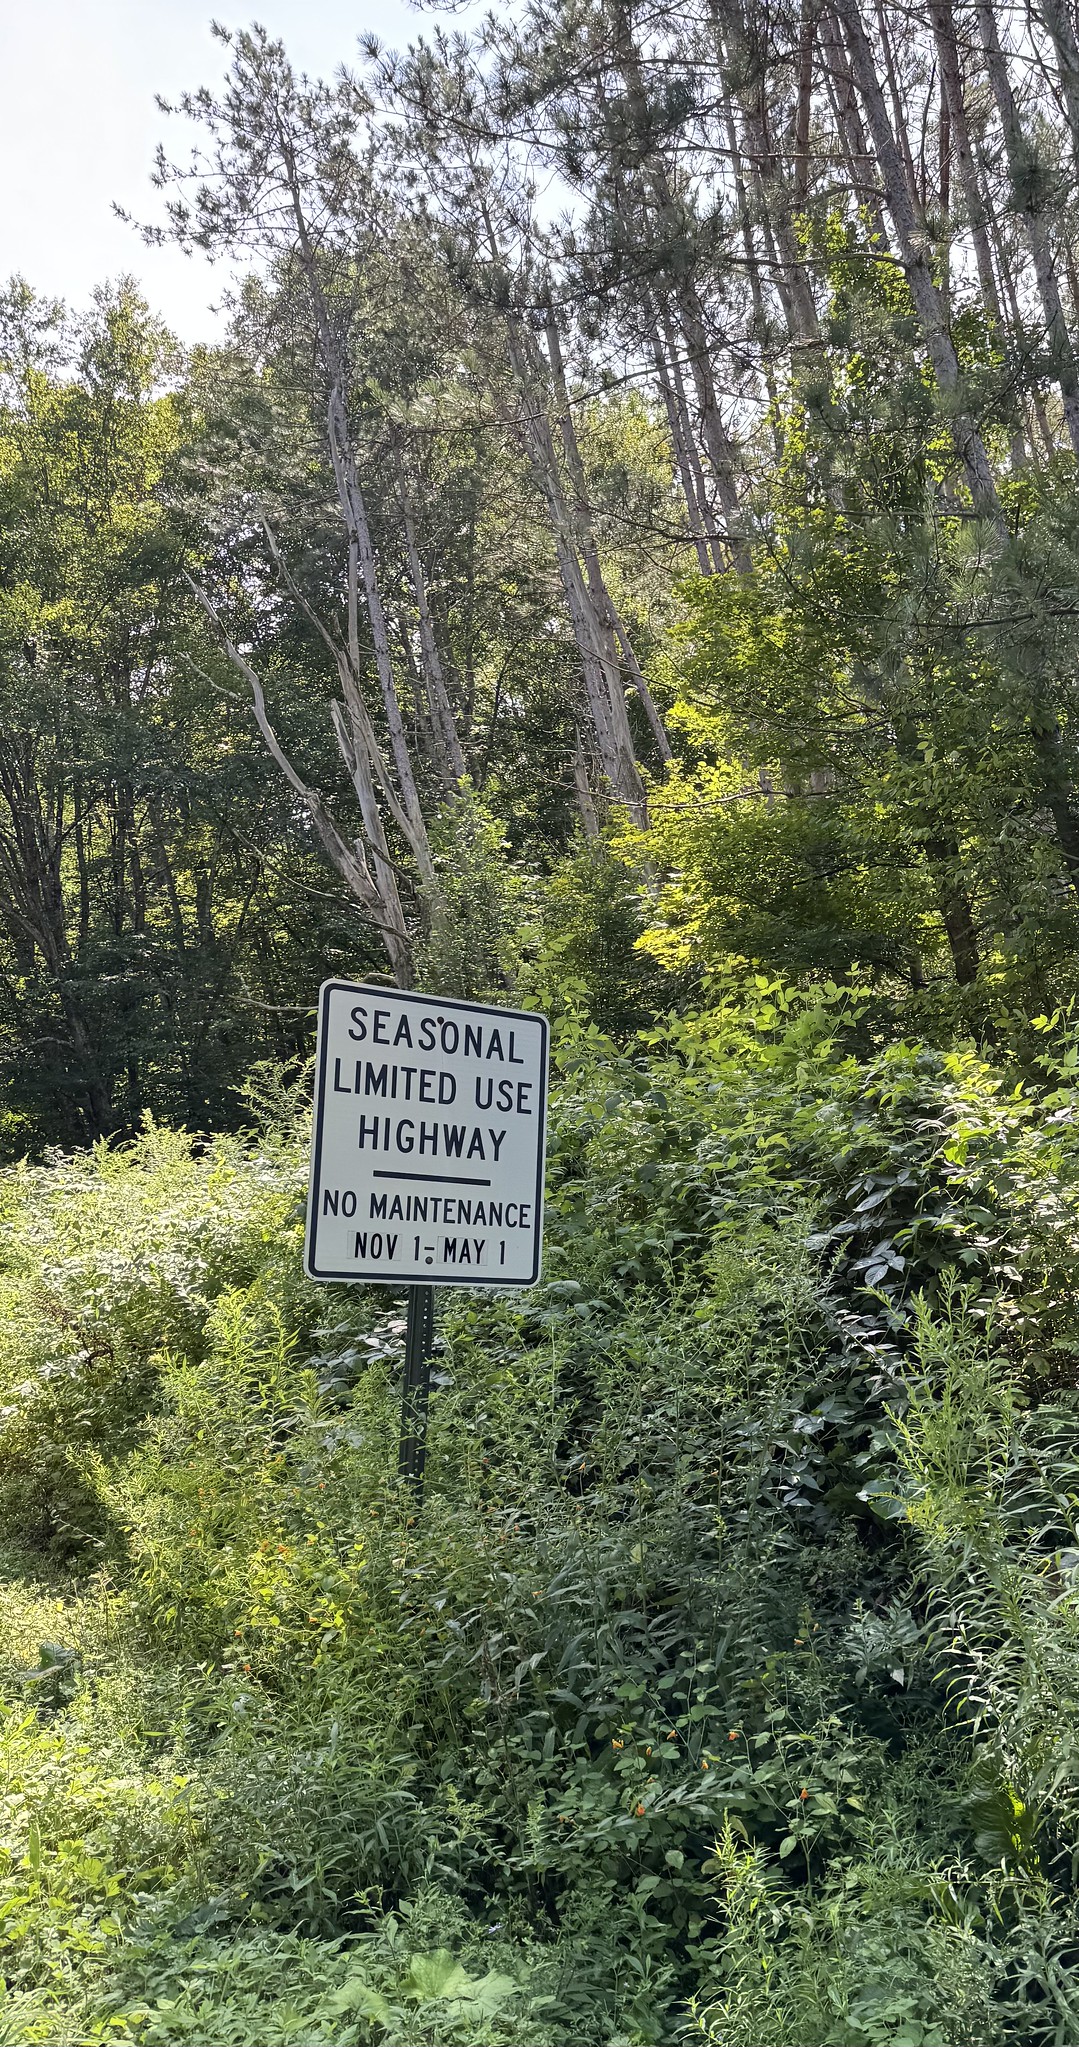 SEASONAL
LIMITED USE
HIGHWAY
NO MAINTENANCE
NOV 1-MAY 1